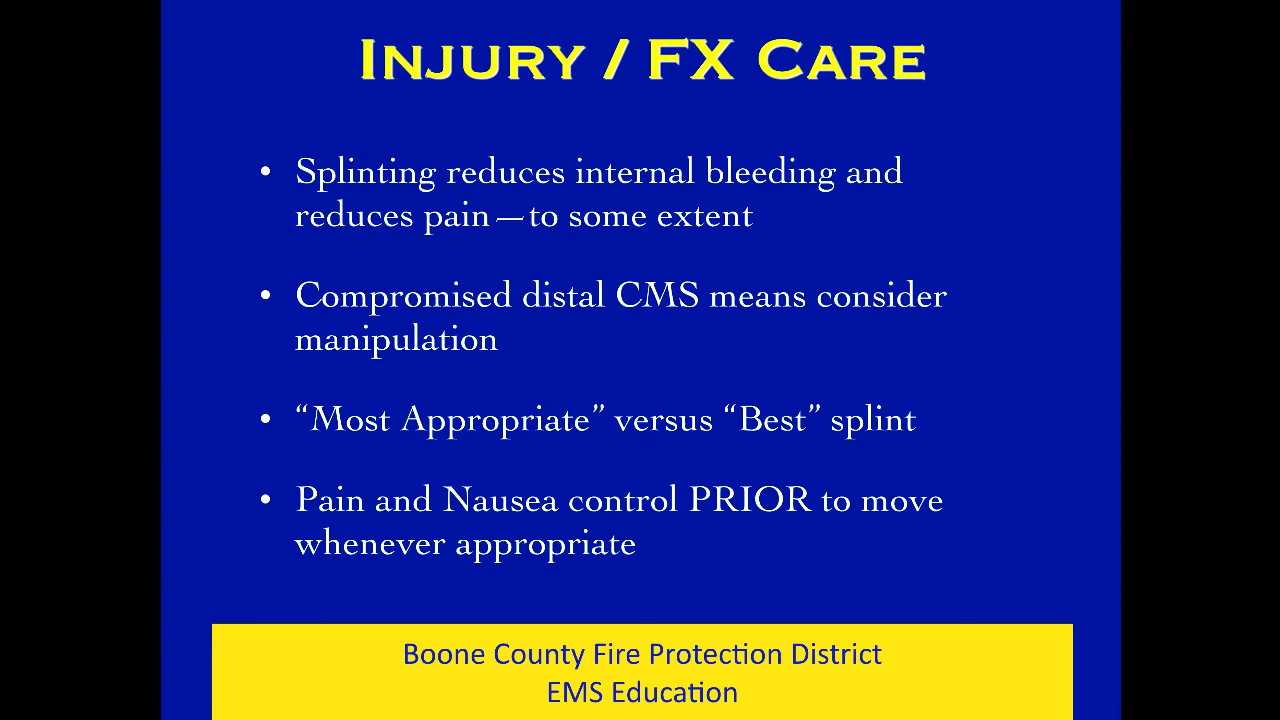 INJURY / FX CARE
• Splinting reduces internal bleeding and
reduces pain—to some extent
• Compromised distal CMS means consider
manipulation
• “Most Appropriate” versus “Best” splint
• Pain and Nausea control PRIOR to move
whenever appropriate
Boone County Fire Protection District
EMS Education